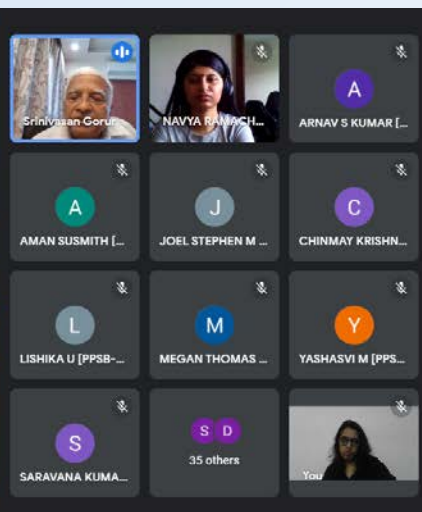 Srinivasan Gorur...
NAVYA RAMACH...
A
ARNAV S KUMAR [...
A
AMAN SUSMITH [...
J
JOEL STEPHEN M ...
C
CHINMAY KRISHN...
L
LISHIKA U [PPSB-...
M
MEGAN THOMAS ...
Y
YASHASVI M [PPS...
S
SARAVANA KUMA...
S D
35 others
You